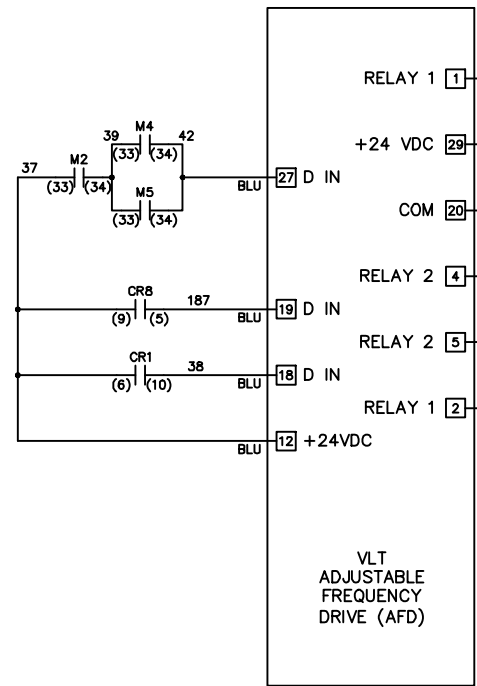 RELAY 1 1
39 M4 42
+24 VDC 29
(33) (34)
37 M2
(33) (34)
BLU 27 D IN
M5
(33) (34)
COM 20
RELAY 2 4
CR8 187
(9) (5)
BLU 19 D IN
RELAY 2 5
CR1 38
(6) (10)
BLU 18 D IN
RELAY 1 2
BLU 12 +24VDC
VLT
ADJUSTABLE
FREQUENCY
DRIVE (AFD)